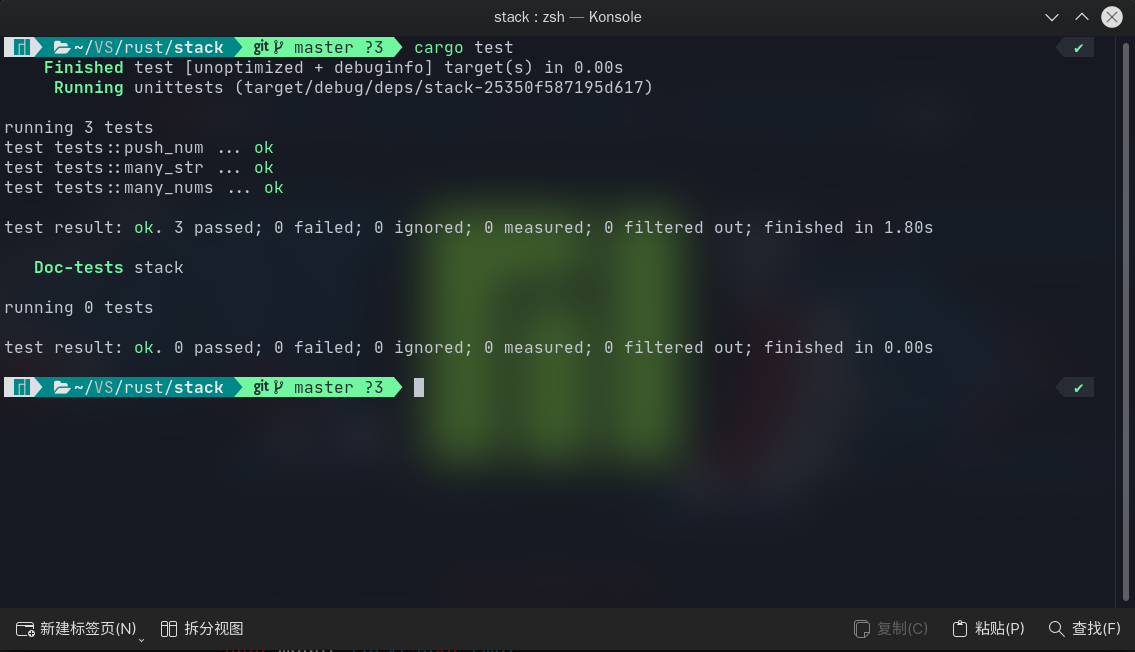 stack : zsh — Konsole
~/VS/rust/stack git master ?3 cargo test ✔
Finished test [unoptimized + debuginfo] target(s) in 0.00s
Running unittests (target/debug/deps/stack-25350f587195d617)
running 3 tests
test tests::push_num ... ok
test tests::many_str ... ok
test tests::many_nums ... ok
test result: ok. 3 passed; 0 failed; 0 ignored; 0 measured; 0 filtered out; finished in 1.80s
Doc-tests stack
running 0 tests
test result: ok. 0 passed; 0 failed; 0 ignored; 0 measured; 0 filtered out; finished in 0.00s
~/VS/rust/stack git master ?3 ✔
新建标签页(N) 拆分视图 复制(C) 粘贴(P) 查找(F)